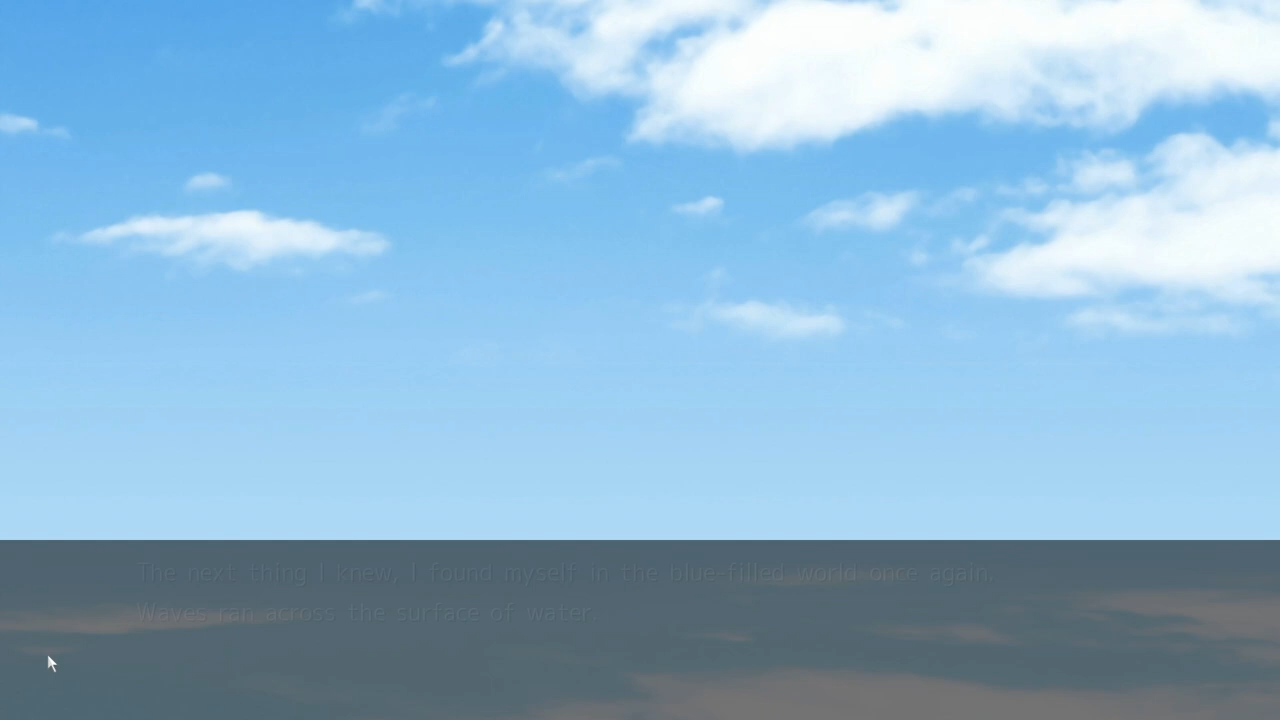 The next thing I knew, I found myself in the blue-filled world once again.
Waves ran across the surface of water.